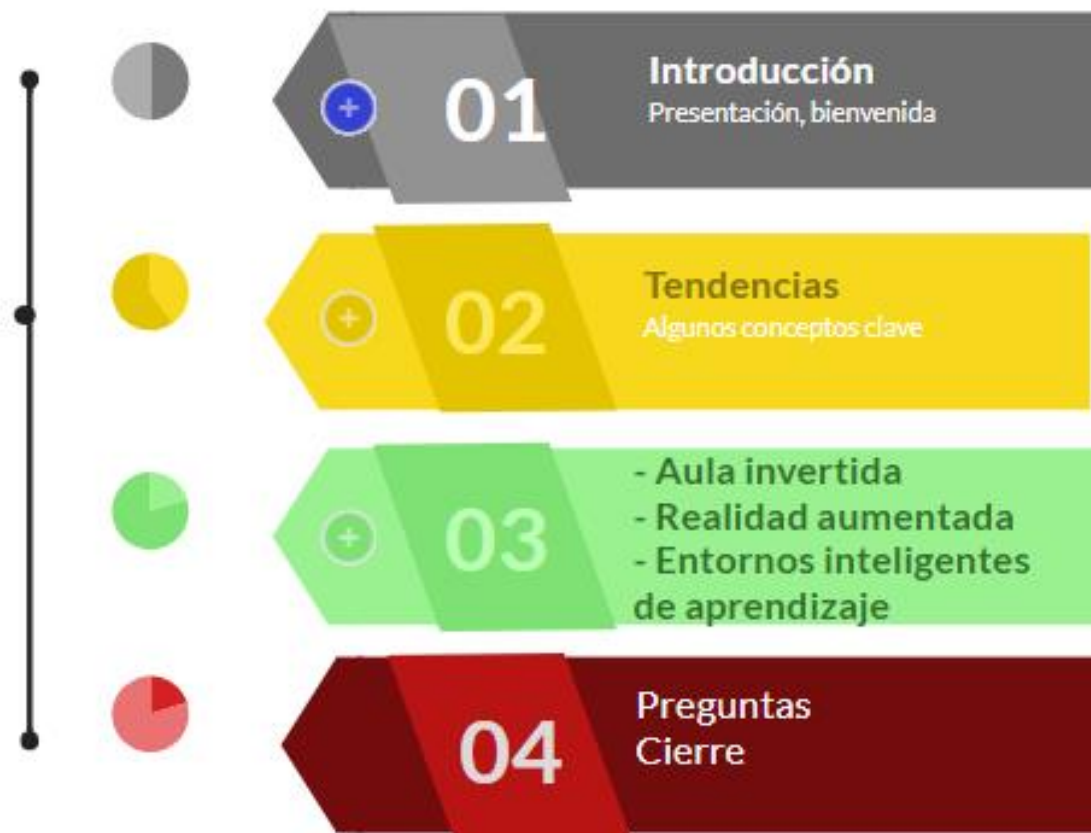 01
Introducción
Presentación, bienvenida
02
Tendencias
Algunos conceptos clave
03
- Aula invertida
- Realidad aumentada
- Entornos inteligentes
de aprendizaje
04
Preguntas
Cierre